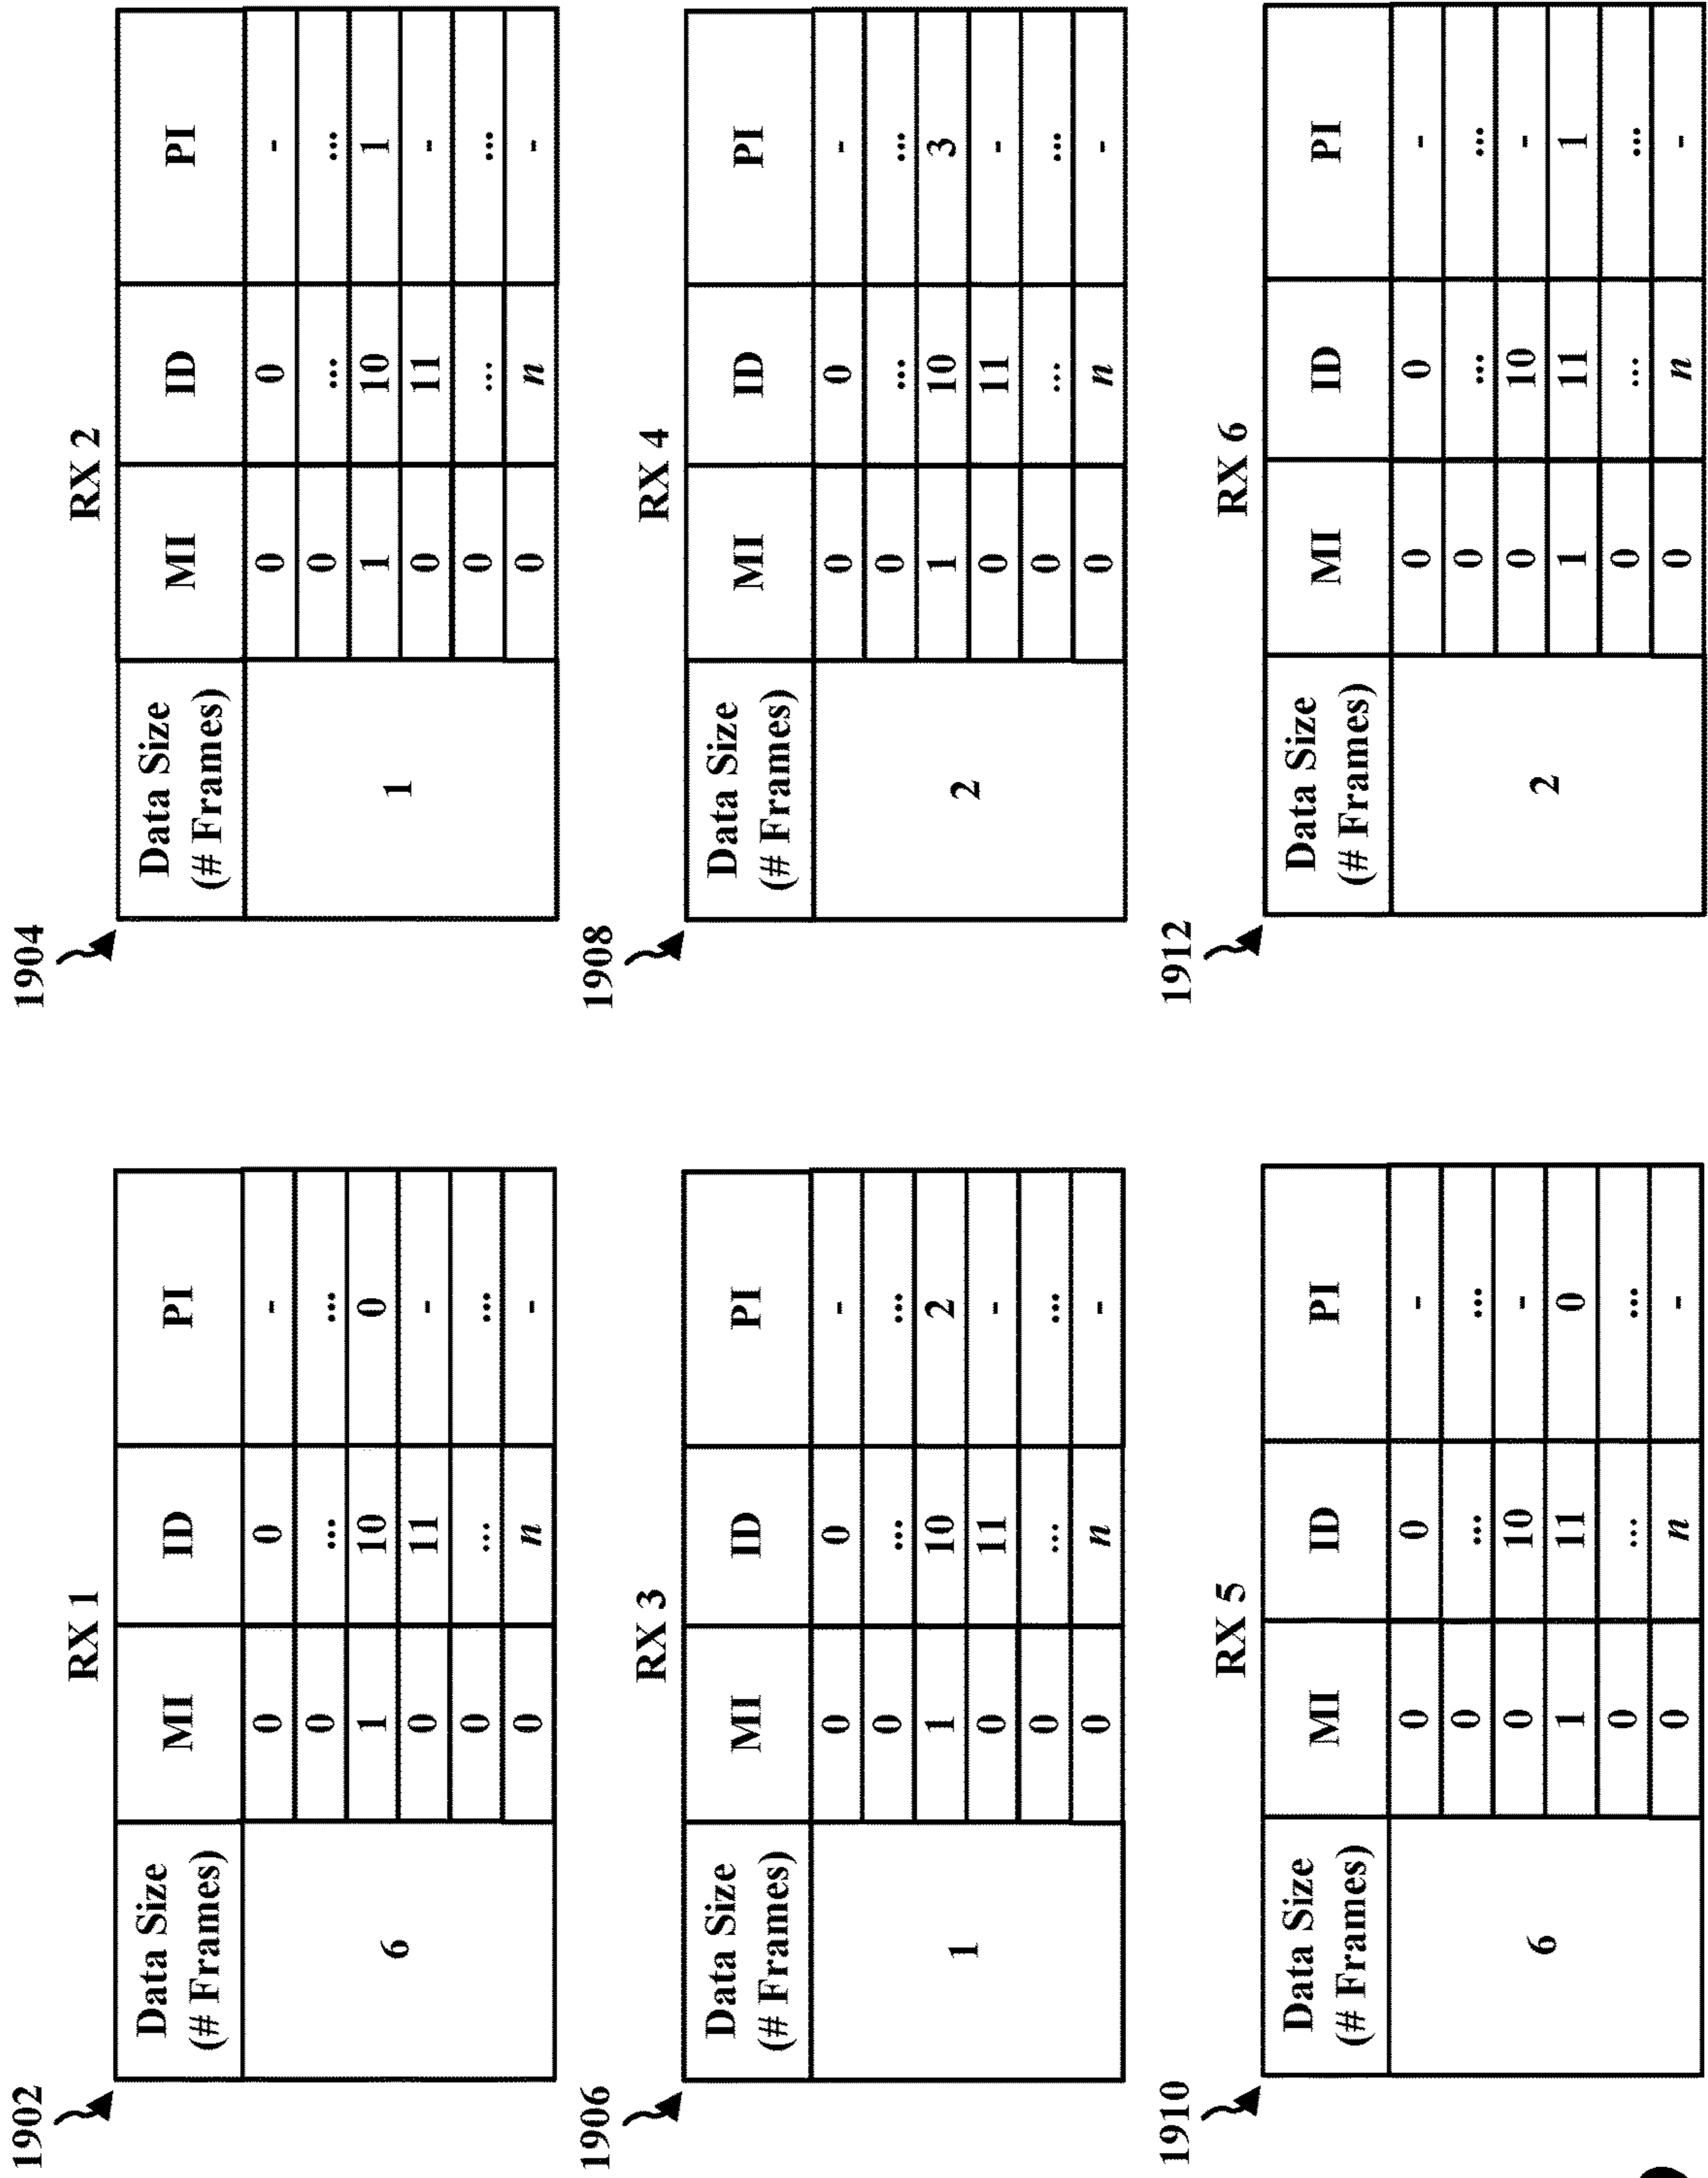 1902
RX 1
Data Size (# Frames) MI ID PI
6
0 0 -
0 ... ...
1 10 0
0 11 -
0 ... ...
0 n -
1904
RX 2
Data Size (# Frames) MI ID PI
1
0 0 -
0 ... ...
1 10 1
0 11 -
0 ... ...
0 n -
1906
RX 3
Data Size (# Frames) MI ID PI
1
0 0 -
0 ... ...
1 10 2
0 11 -
0 ... ...
0 n -
1908
RX 4
Data Size (# Frames) MI ID PI
2
0 0 -
0 ... ...
1 10 3
0 11 -
0 ... ...
0 n -
1910
RX 5
Data Size (# Frames) MI ID PI
6
0 0 -
0 ... ...
0 10 -
1 11 0
0 ... ...
0 n -
1912
RX 6
Data Size (# Frames) MI ID PI
2
0 0 -
0 ... ...
0 10 -
1 11 1
0 ... ...
0 n -